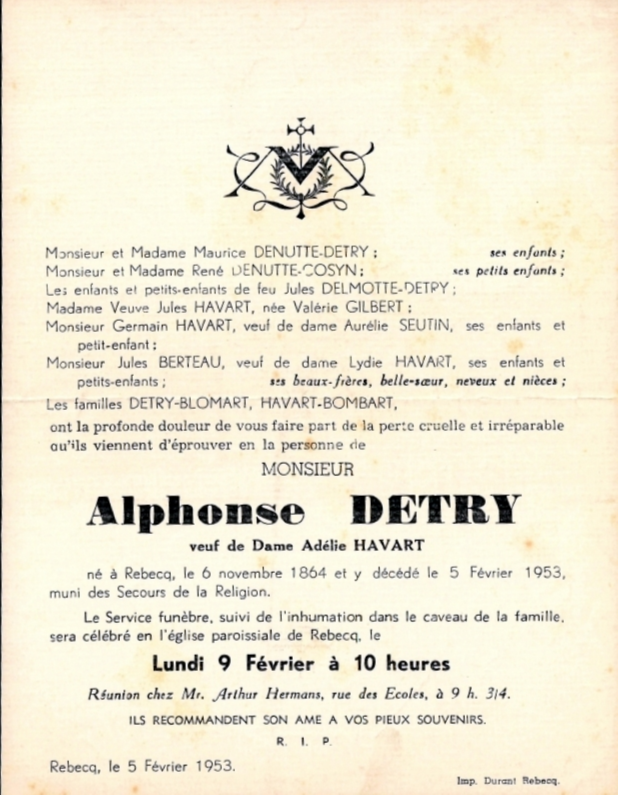 Monsieur et Madame Maurice DENUTTE-DETRY ; ses enfants ;
Monsieur et Madame René DENUTTE-COSYN ; ses petits enfants ;
Les enfants et petits-enfants de feu Jules DELMOTTE-DETRY ;
Madame Veuve Jules HAVART, née Valérie GILBERT ;
Monsieur Germain HAVART, veuf de dame Aurélie SEUTIN, ses enfants et
petit-enfant ;
Monsieur Jules BERTEAU, veuf de dame Lydie HAVART, ses enfants et
petits-enfants ; ses beaux-frères, belle-sœur, neveux et nièces ;
Les familles DETRY-BLOMART, HAVART-BOMBART,
ont la profonde douleur de vous faire part de la perte cruelle et irréparable
qu'ils viennent d'éprouver en la personne de
MONSIEUR
Alphonse DETRY
veuf de Dame Adélie HAVART
né à Rebecq, le 6 novembre 1864 et y décédé le 5 Février 1953,
muni des Secours de la Religion.
Le Service funèbre, suivi de l'inhumation dans le caveau de la famille,
sera célébré en l'église paroissiale de Rebecq, le
Lundi 9 Février à 10 heures
Réunion chez Mr. Arthur Hermans, rue des Ecoles, à 9 h. 3/4.
ILS RECOMMANDENT SON AME A VOS PIEUX SOUVENIRS.
R. I. P.
Rebecq, le 5 Février 1953.
Imp. Durant Rebecq.